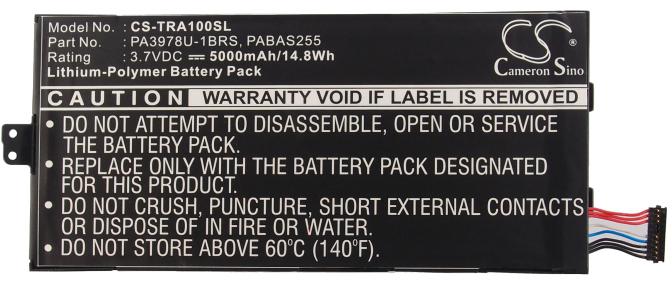 Model No. : CS-TRA100SL
Part No. : PA3978U-1BRS, PABAS255
Rating : 3.7VDC ⎓ 5000mAh/14.8Wh
Lithium-Polymer Battery Pack
CS
Cameron Sino
CAUTION WARRANTY VOID IF LABEL IS REMOVED
• DO NOT ATTEMPT TO DISASSEMBLE, OPEN OR SERVICE
THE BATTERY PACK.
• REPLACE ONLY WITH THE BATTERY PACK DESIGNATED
FOR THIS PRODUCT.
• DO NOT CRUSH, PUNCTURE, SHORT EXTERNAL CONTACTS
OR DISPOSE OF IN FIRE OR WATER.
• DO NOT STORE ABOVE 60°C (140°F).